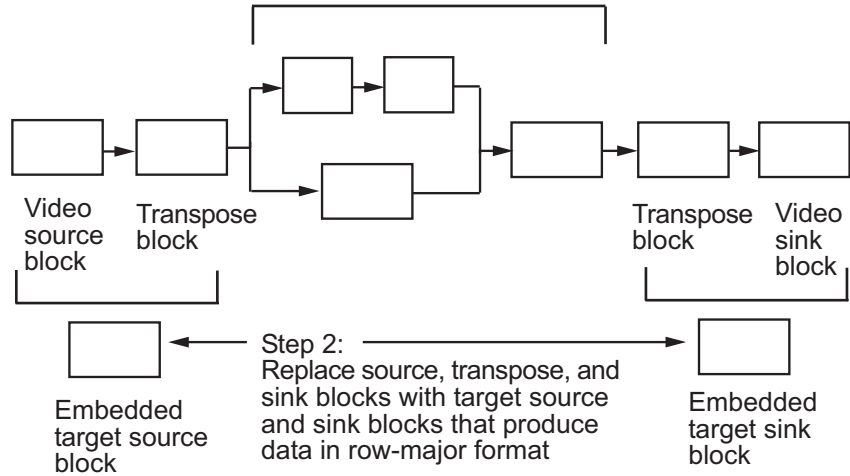 Video
source
block
Transpose
block
Transpose
block
Video
sink
block
Step 2:
Replace source, transpose, and
sink blocks with target source
and sink blocks that produce
data in row-major format
Embedded
target source
block
Embedded
target sink
block